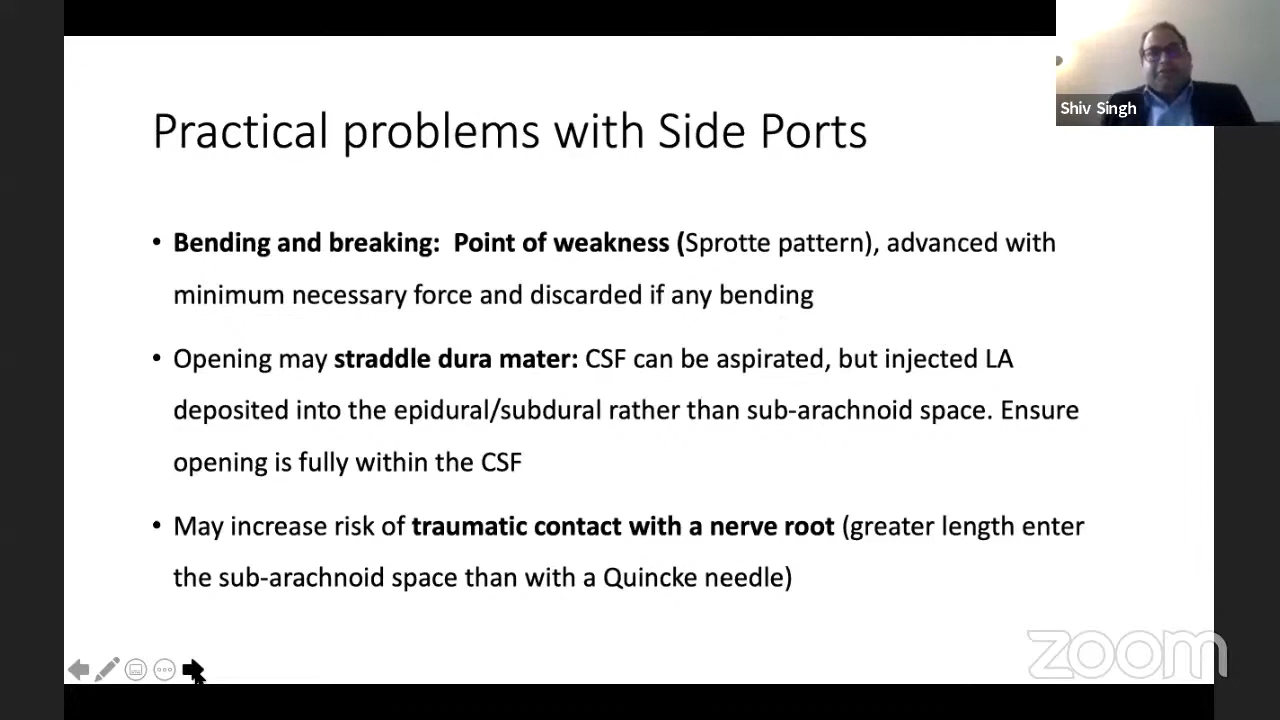 Shiv Singh
Practical problems with Side Ports
• Bending and breaking:  Point of weakness (Sprotte pattern), advanced with
minimum necessary force and discarded if any bending
• Opening may straddle dura mater: CSF can be aspirated, but injected LA
deposited into the epidural/subdural rather than sub-arachnoid space. Ensure
opening is fully within the CSF
• May increase risk of traumatic contact with a nerve root (greater length enter
the sub-arachnoid space than with a Quincke needle)
zoom